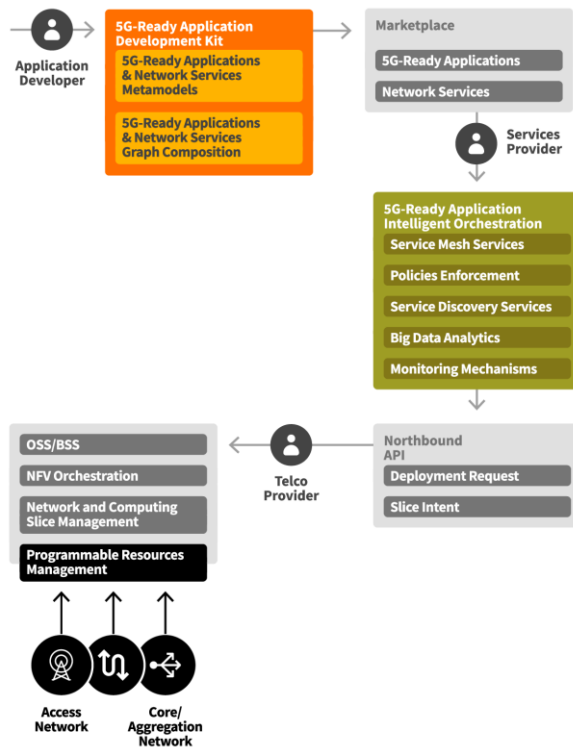 Application
Developer
5G-Ready Application
Development Kit
5G-Ready Applications
& Network Services
Metamodels
5G-Ready Applications
& Network Services
Graph Composition
Marketplace
5G-Ready Applications
Network Services
Services
Provider
5G-Ready Application
Intelligent Orchestration
Service Mesh Services
Policies Enforcement
Service Discovery Services
Big Data Analytics
Monitoring Mechanisms
Northbound
API
Deployment Request
Slice Intent
Telco
Provider
OSS/BSS
NFV Orchestration
Network and Computing
Slice Management
Programmable Resources
Management
Access
Network
Core/
Aggregation
Network